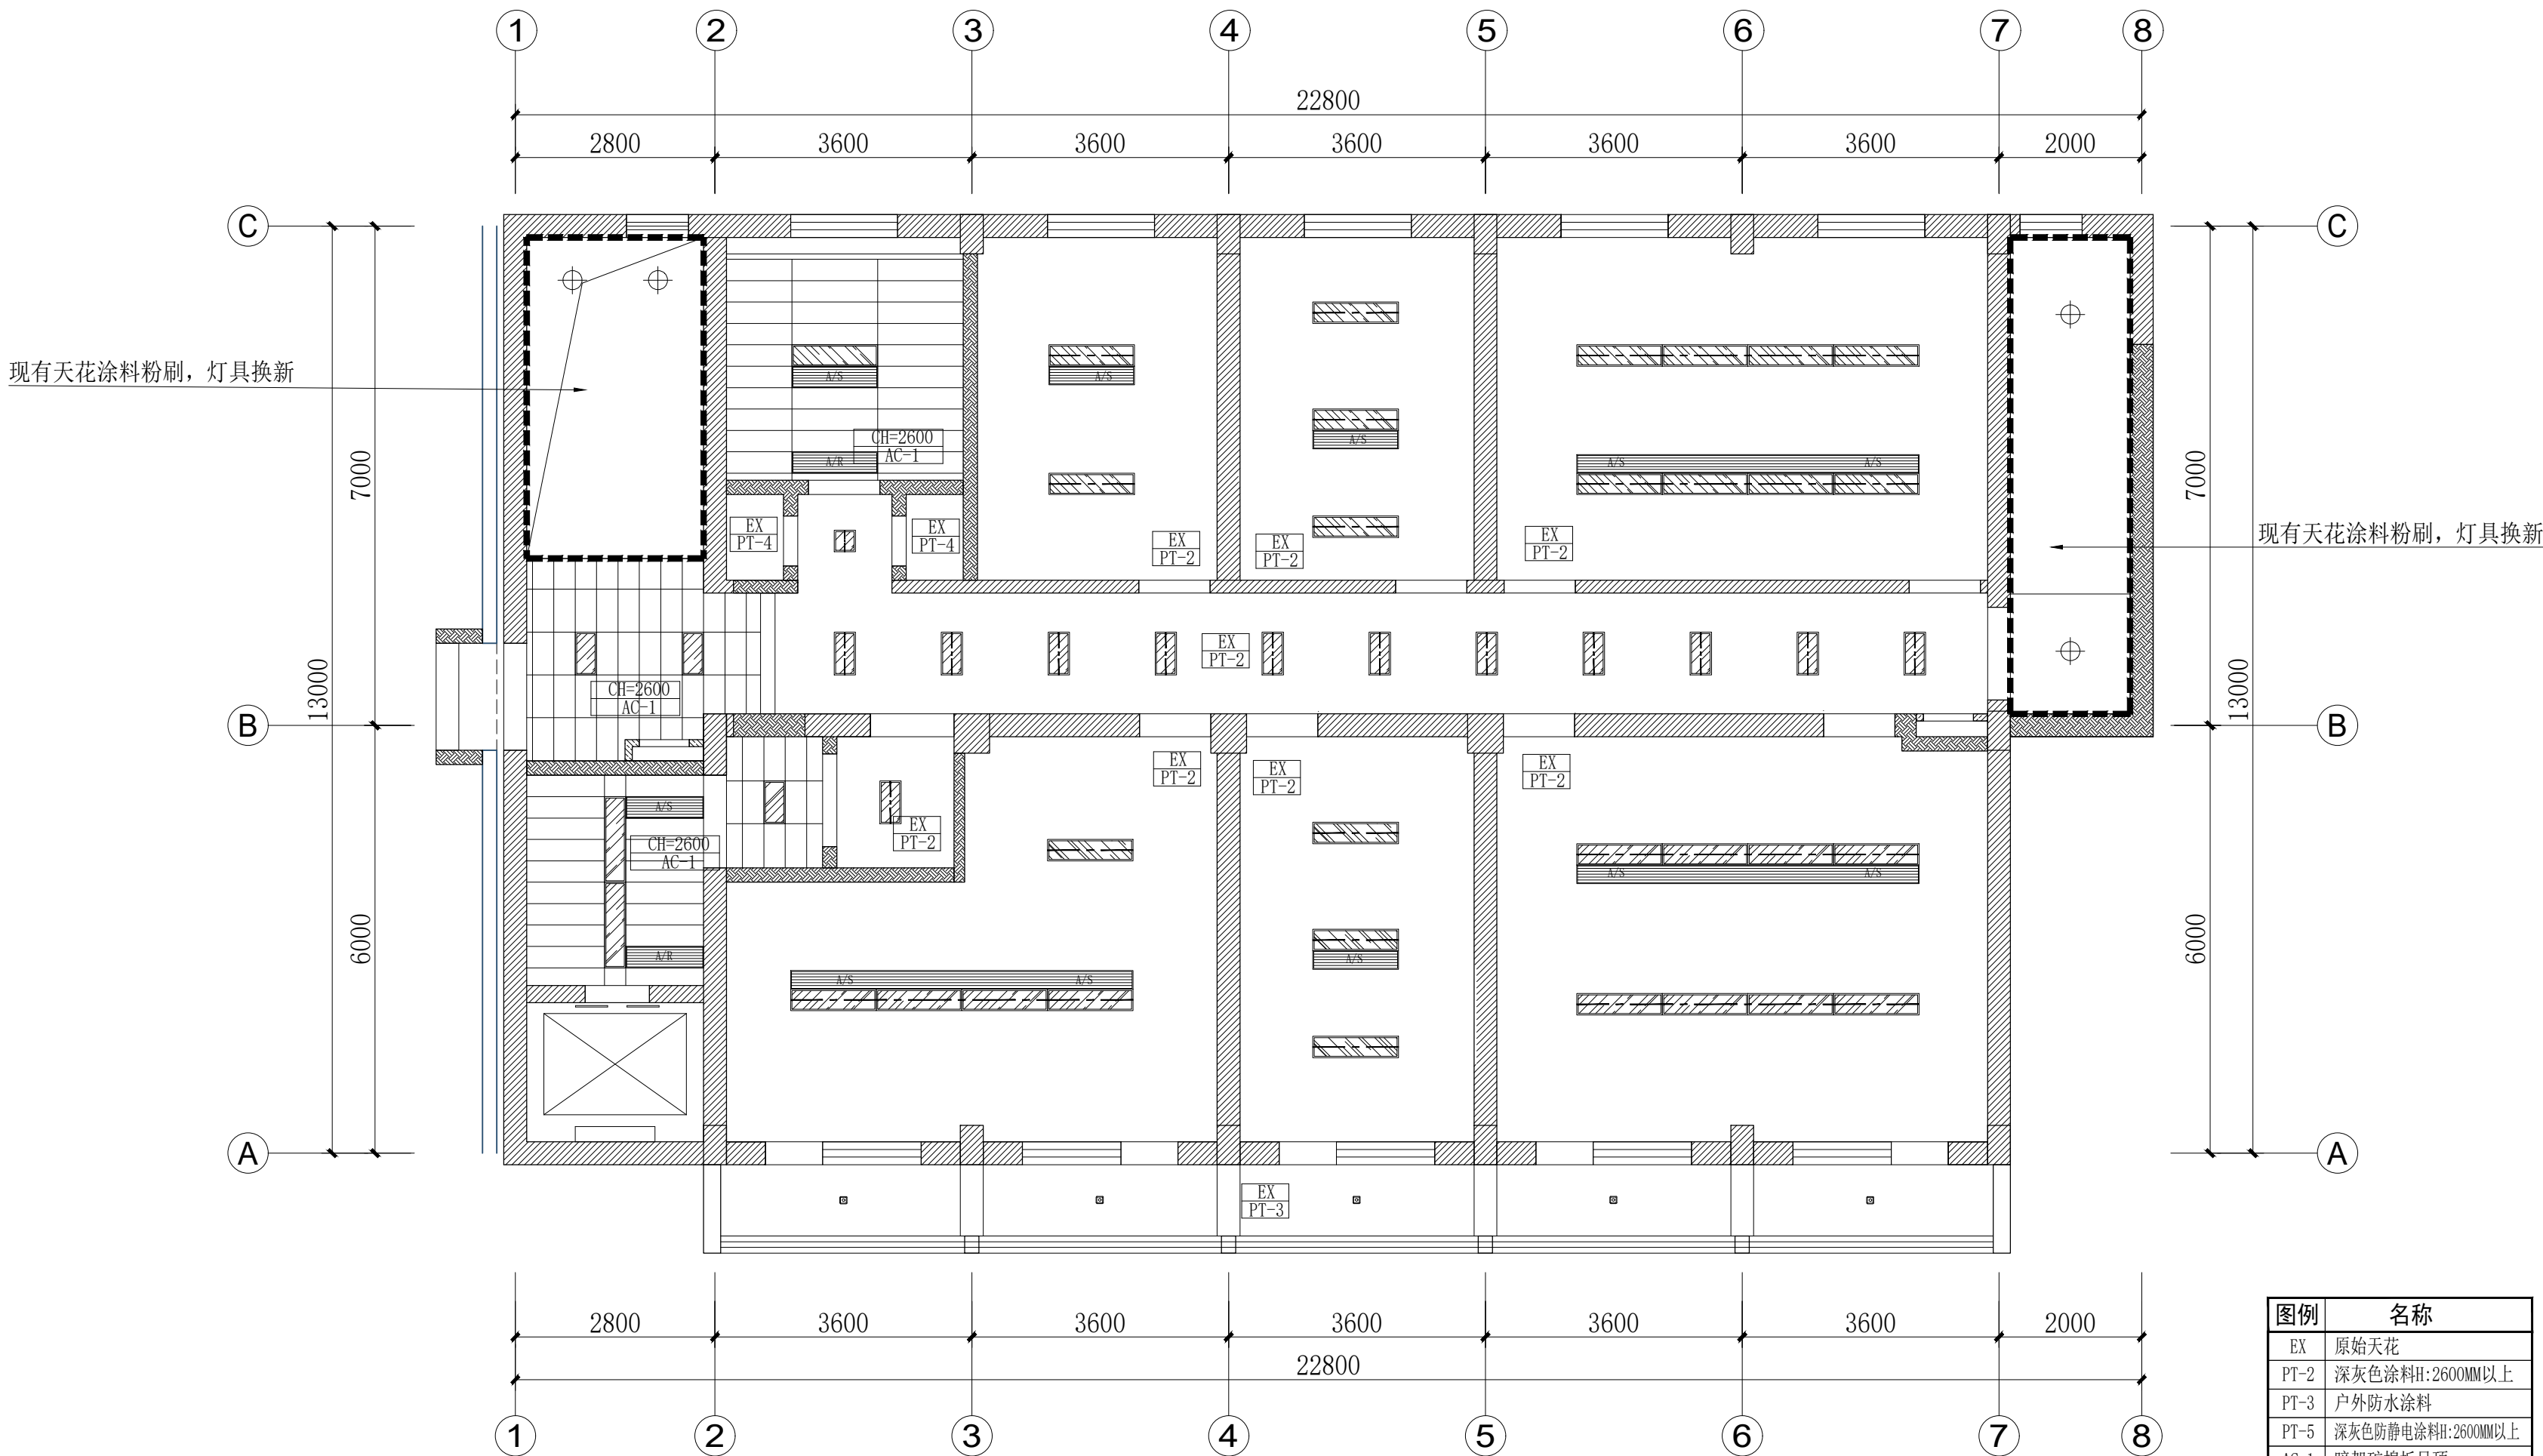 1 2 3 4 5 6 7 8
22800
2800 3600 3600 3600 3600 3600 2000
C C
现有天花涂料粉刷，灯具换新
A/S A/S
A/S
CH=2600
AC-1
A/R
A/S A/S
7000 7000
EX
PT-4
EX
PT-4
EX
PT-2
EX
PT-2
EX
PT-2
现有天花涂料粉刷，灯具换新
EX
PT-2
13000 13000
CH=2600
AC-1
B B
EX
PT-2
EX
PT-2
EX
PT-2
A/S
CH=2600
AC-1
EX
PT-2
A/S A/S
6000 6000
A/R
A/S A/S
A/S
A A
EX
PT-3
2800 3600 3600 3600 3600 3600 2000
22800
1 2 3 4 5 6 7 8
图例 名称
EX 原始天花
PT-2 深灰色涂料H:2600MM以上
PT-3 户外防水涂料
PT-5 深灰色防静电涂料H:2600MM以上